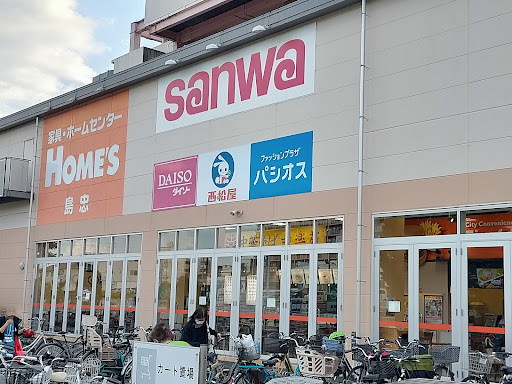 家具・ホームセンター
HOME'S
島忠
sanwa
DAISO
ダイソー
西松屋
ファッションプラザ
パシオス
City Convenience
カート置場